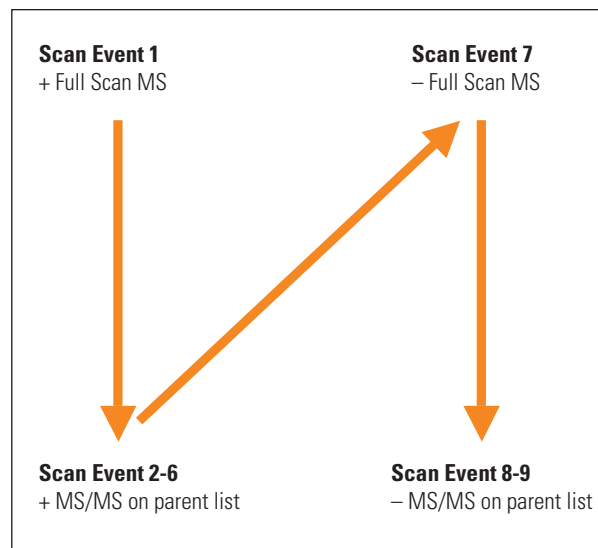 Scan Event 1
+ Full Scan MS
Scan Event 7
– Full Scan MS
Scan Event 2-6
+ MS/MS on parent list
Scan Event 8-9
– MS/MS on parent list